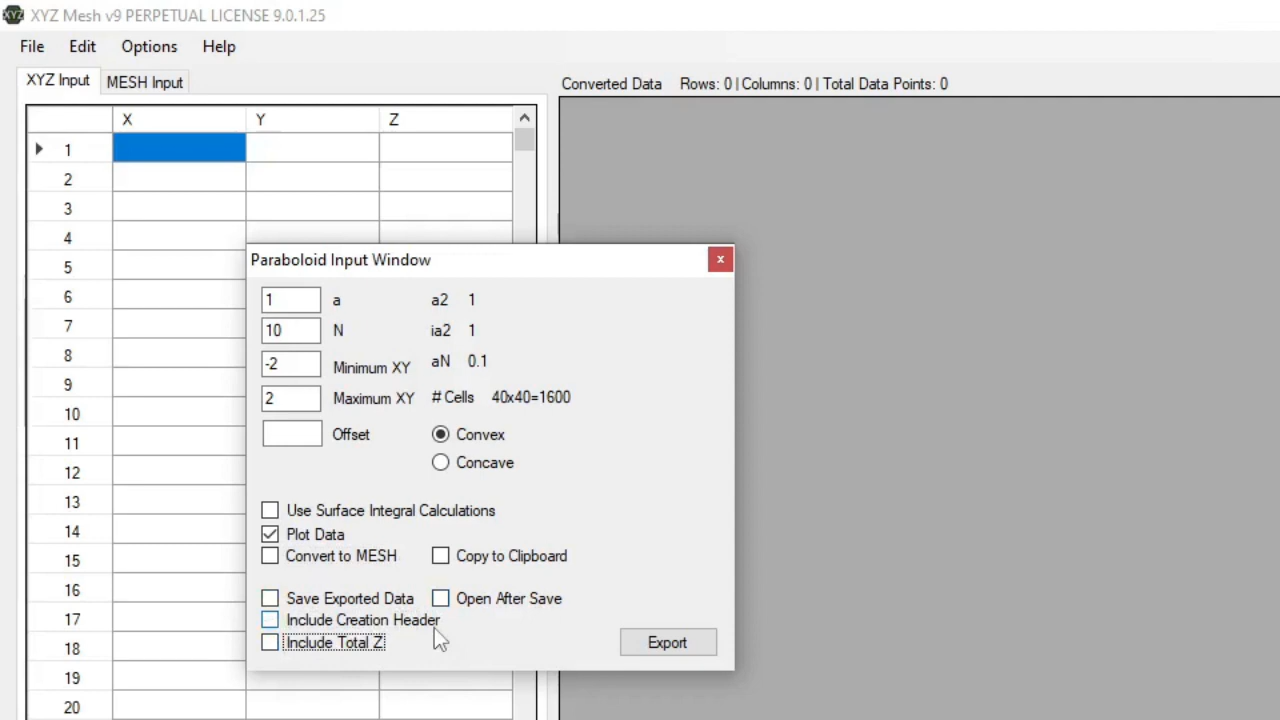 XYZ XYZ Mesh v9 PERPETUAL LICENSE 9.0.1.25
File Edit Options Help
XYZ Input MESH Input
Converted Data Rows: 0 | Columns: 0 | Total Data Points: 0
X Y Z
1
2
3
4
5
6
7
8
9
10
11
12
13
14
15
16
17
18
19
20
Paraboloid Input Window x
1 a a2 1
10 N ia2 1
-2 Minimum XY aN 0.1
2 Maximum XY # Cells 40x40=1600
Offset Convex
Concave
Use Surface Integral Calculations
Plot Data
Convert to MESH Copy to Clipboard
Save Exported Data Open After Save
Include Creation Header
Include Total Z Export